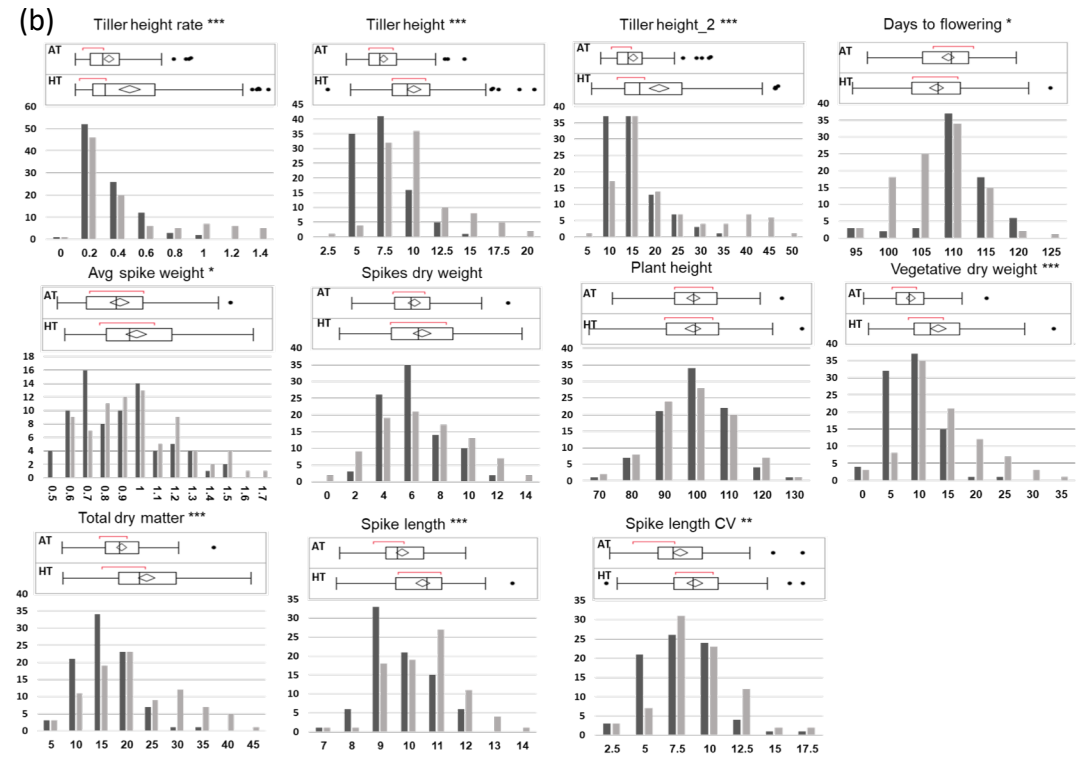 (b)
Tiller height rate ***
AT
HT
60
50
40
30
20
10
0
0 0.2 0.4 0.6 0.8 1 1.2 1.4
Tiller height ***
AT
HT
45
40
35
30
25
20
15
10
5
0
2.5 5 7.5 10 12.5 15 17.5 20
Tiller height_2 ***
AT
HT
40
35
30
25
20
15
10
5
0
5 10 15 20 25 30 35 40 45 50
Days to flowering *
AT
HT
40
35
30
25
20
15
10
5
0
95 100 105 110 115 120 125
Avg spike weight *
AT
HT
18
16
14
12
10
8
6
4
2
0
0.5 0.6 0.7 0.8 0.9 1 1.1 1.2 1.3 1.4 1.5 1.6 1.7
Spikes dry weight
AT
HT
40
35
30
25
20
15
10
5
0
0 2 4 6 8 10 12 14
Plant height
AT
HT
40
35
30
25
20
15
10
5
0
70 80 90 100 110 120 130
Vegetative dry weight ***
AT
HT
40
35
30
25
20
15
10
5
0
0 5 10 15 20 25 30 35
Total dry matter ***
AT
HT
40
35
30
25
20
15
10
5
0
5 10 15 20 25 30 35 40 45
Spike length ***
AT
HT
35
30
25
20
15
10
5
0
7 8 9 10 11 12 13 14
Spike length CV **
AT
HT
35
30
25
20
15
10
5
0
2.5 5 7.5 10 12.5 15 17.5